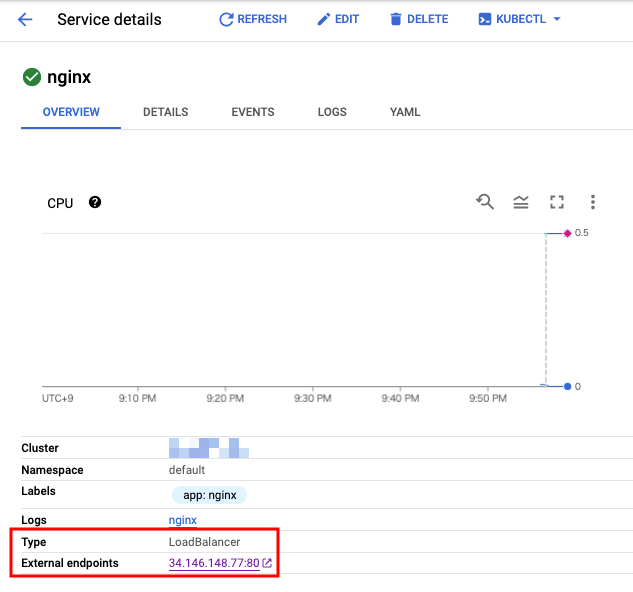 Service details REFRESH EDIT DELETE KUBECTL
nginx
OVERVIEW DETAILS EVENTS LOGS YAML
CPU ?
0.5
0
UTC+9 9:10 PM 9:20 PM 9:30 PM 9:40 PM 9:50 PM
Cluster
Namespace default
Labels app: nginx
Logs nginx
Type LoadBalancer
External endpoints 34.146.148.77:80